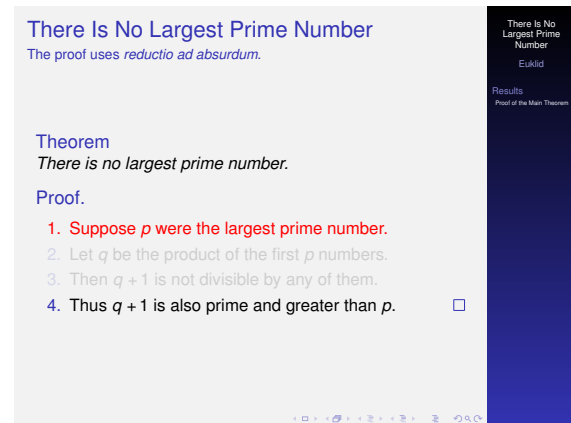 There Is No Largest Prime Number
The proof uses reductio ad absurdum.
Theorem
There is no largest prime number.
Proof.
1. Suppose p were the largest prime number.
2. Let q be the product of the first p numbers.
3. Then q + 1 is not divisible by any of them.
4. Thus q + 1 is also prime and greater than p.
There Is No
Largest Prime
Number
Euklid
Results
Proof of the Main Theorem